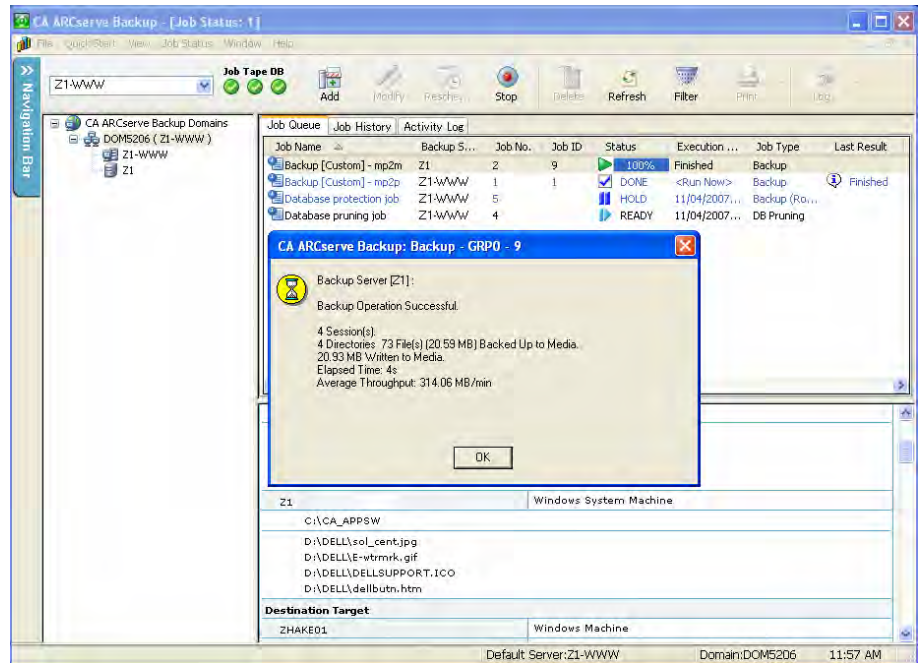 CA ARCserve Backup - [Job Status: 1]
File QuickStart View Job Status Window Help
Z1-WWW
Job Tape DB
Add Modify Stop Delete Refresh Filter Print Log
Navigation Bar
CA ARCserve Backup Domains
DOM5206 ( Z1-WWW )
Z1-WWW
Z1
Job Queue Job History Activity Log
Job Name Backup S... Job No. Job ID Status Execution ... Job Type Last Result
Backup [Custom] - mp2m Z1 2 9 100% Finished Backup
Backup [Custom] - mp2p Z1-WWW 1 1 DONE <Run Now> Backup Finished
Database protection job Z1-WWW 5 HOLD 11/04/2007... Backup (Ro...
Database pruning job Z1-WWW 4 READY 11/04/2007... DB Pruning
CA ARCserve Backup: Backup - GRP0 - 9
Backup Server [Z1] :
Backup Operation Successful.
4 Session(s).
4 Directories 73 File(s) (20.59 MB) Backed Up to Media.
20.93 MB Written to Media.
Elapsed Time: 4s
Average Throughput: 314.06 MB/min
OK
Z1 Windows System Machine
C:\CA_APPSW
D:\DELL\sol_cent.jpg
D:\DELL\E-wtrmrk.gif
D:\DELL\DELLSUPPORT.ICO
D:\DELL\dellbutn.htm
Destination Target
ZHAKE01 Windows Machine
Default Server:Z1-WWW Domain:DOM5206 11:57 AM